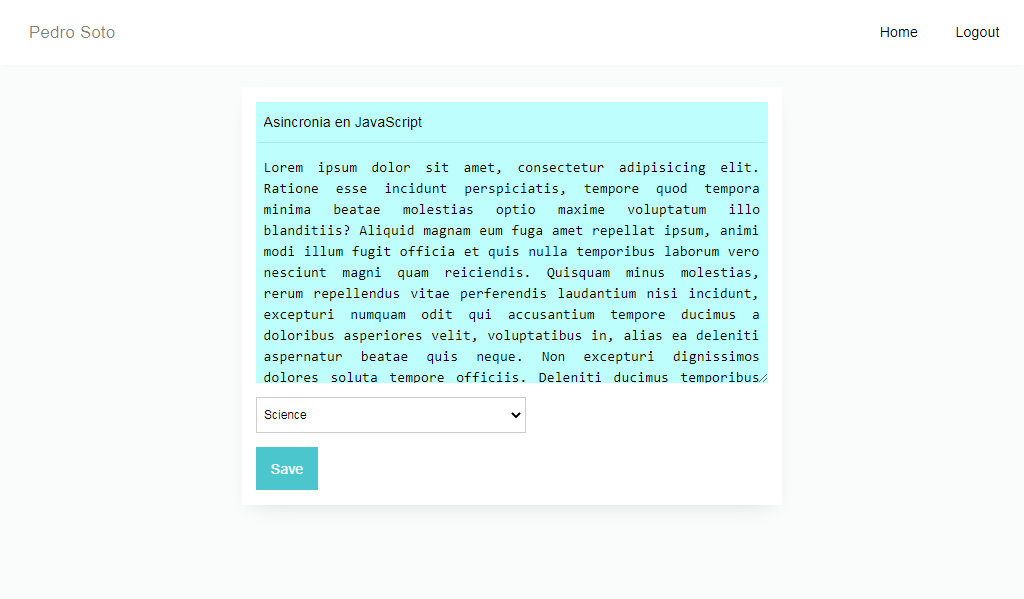 Pedro Soto
Home
Logout
Asincronia en JavaScript
Lorem ipsum dolor sit amet, consectetur adipisicing elit.
Ratione esse incidunt perspiciatis, tempore quod tempora
minima beatae molestias optio maxime voluptatum illo
blanditiis? Aliquid magnam eum fuga amet repellat ipsum, animi
modi illum fugit officia et quis nulla temporibus laborum vero
nesciunt magni quam reiciendis. Quisquam minus molestias,
rerum repellendus vitae perferendis laudantium nisi incidunt,
excepturi numquam odit qui accusantium tempore ducimus a
doloribus asperiores velit, voluptatibus in, alias ea deleniti
aspernatur beatae quis neque. Non excepturi dignissimos
dolores soluta tempore officiis. Deleniti ducimus temporibus
Science
Save